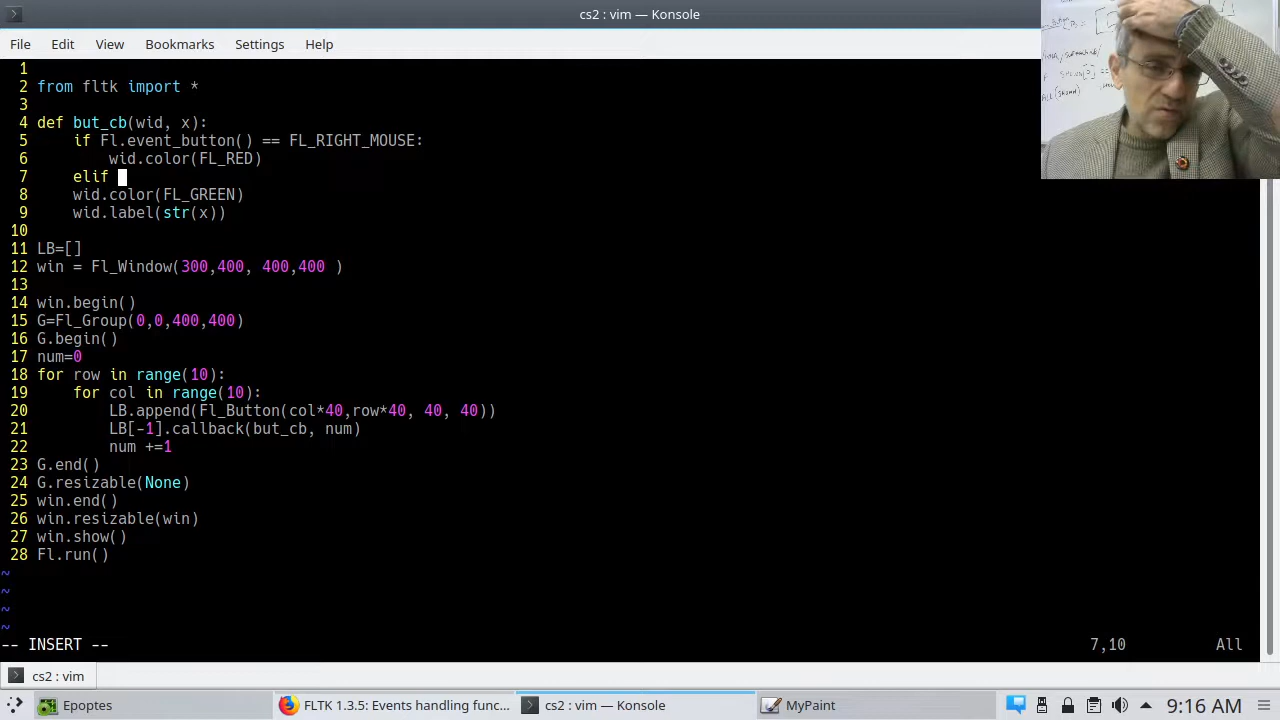 cs2 : vim — Konsole
File Edit View Bookmarks Settings Help
1
2 from fltk import *
3
4 def but_cb(wid, x):
5     if Fl.event_button() == FL_RIGHT_MOUSE:
6         wid.color(FL_RED)
7     elif
8     wid.color(FL_GREEN)
9     wid.label(str(x))
10
11 LB=[]
12 win = Fl_Window(300,400, 400,400 )
13
14 win.begin()
15 G=Fl_Group(0,0,400,400)
16 G.begin()
17 num=0
18 for row in range(10):
19     for col in range(10):
20         LB.append(Fl_Button(col*40,row*40, 40, 40))
21         LB[-1].callback(but_cb, num)
22         num +=1
23 G.end()
24 G.resizable(None)
25 win.end()
26 win.resizable(win)
27 win.show()
28 Fl.run()
~
~
~
~
-- INSERT -- 7,10 All
cs2 : vim
Epoptes FLTK 1.3.5: Events handling func... cs2 : vim — Konsole MyPaint 9:16 AM